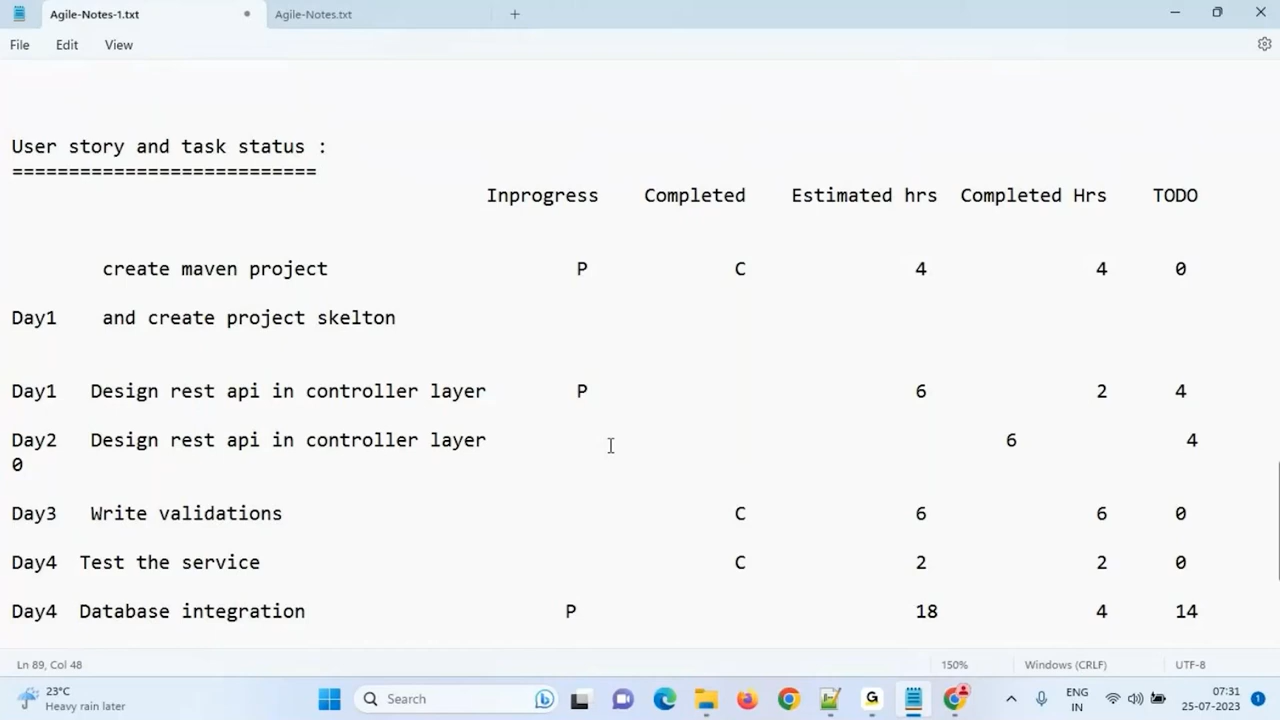 Agile-Notes-1.txt
Agile-Notes.txt
File Edit View
User story and task status :
===========================
Inprogress Completed Estimated hrs Completed Hrs TODO
create maven project P C 4 4 0
Day1 and create project skelton
Day1 Design rest api in controller layer P 6 2 4
Day2 Design rest api in controller layer 6 4
0
Day3 Write validations C 6 6 0
Day4 Test the service C 2 2 0
Day4 Database integration P 18 4 14
Ln 89, Col 48 150% Windows (CRLF) UTF-8
23°C
Heavy rain later
Search
ENG
IN
07:31
25-07-2023
1